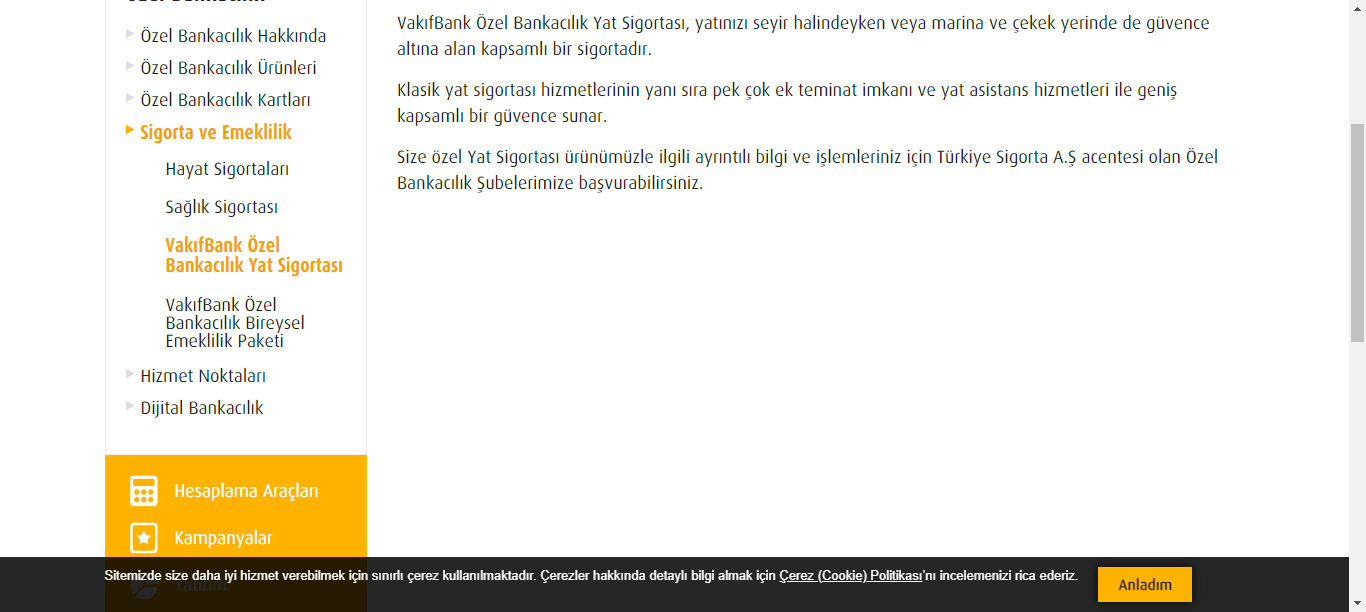 Özel Bankacılık Hakkında
Özel Bankacılık Ürünleri
Özel Bankacılık Kartları
Sigorta ve Emeklilik
Hayat Sigortaları
Sağlık Sigortası
VakıfBank Özel
Bankacılık Yat Sigortası
VakıfBank Özel
Bankacılık Bireysel
Emeklilik Paketi
Hizmet Noktaları
Dijital Bankacılık
Hesaplama Araçları
Kampanyalar
VakıfBank Özel Bankacılık Yat Sigortası, yatınızı seyir halindeyken veya marina ve çekek yerinde de güvence
altına alan kapsamlı bir sigortadır.
Klasik yat sigortası hizmetlerinin yanı sıra pek çok ek teminat imkanı ve yat asistans hizmetleri ile geniş
kapsamlı bir güvence sunar.
Size özel Yat Sigortası ürünümüzle ilgili ayrıntılı bilgi ve işlemleriniz için Türkiye Sigorta A.Ş acentesi olan Özel
Bankacılık Şubelerimize başvurabilirsiniz.
Sitemizde size daha iyi hizmet verebilmek için sınırlı çerez kullanılmaktadır. Çerezler hakkında detaylı bilgi almak için Çerez (Cookie) Politikası'nı incelemenizi rica ederiz.
Anladım